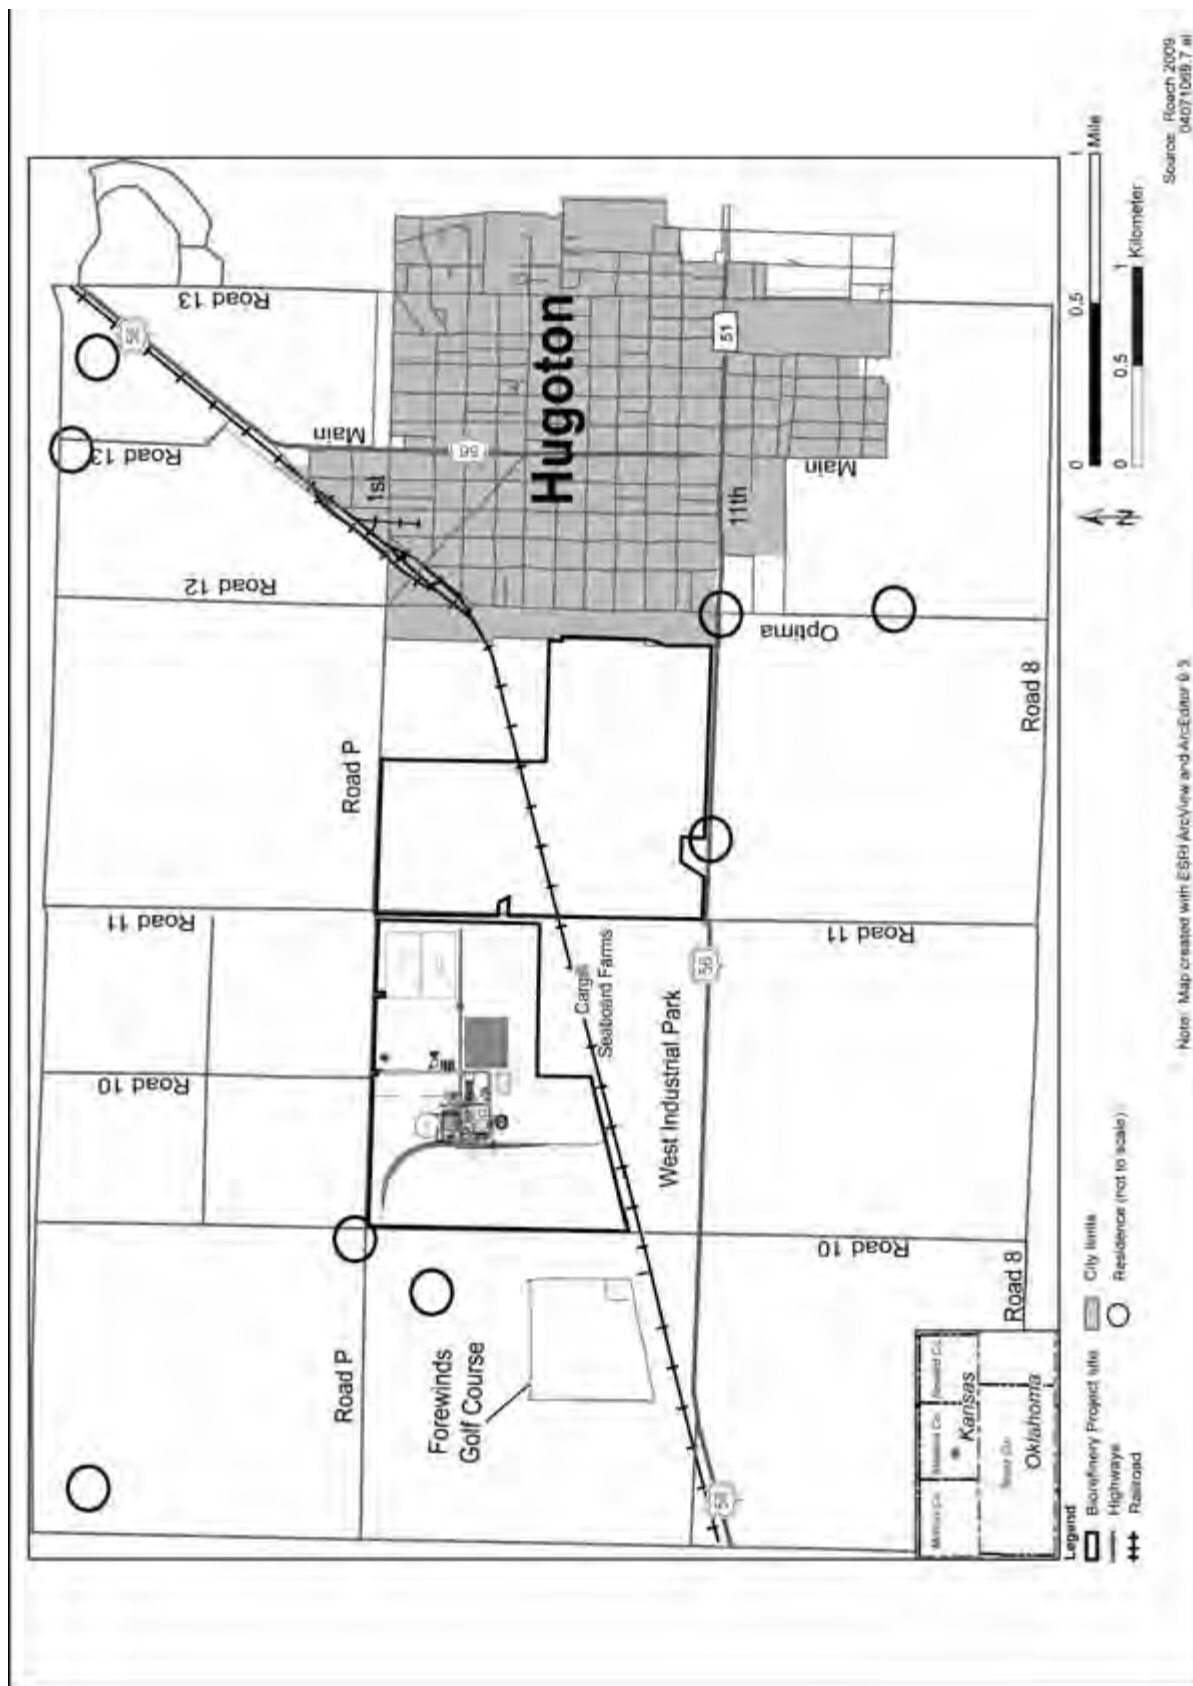 Road 13
56
Road 13
Main
56
1st
Road 12
Hugoton
51
11th
Main
Optima
Road P
Road 8
Road 11
Cargill
Seaboard Farms
56
Road 11
Road 10
West Industrial Park
Road P
Forewinds
Golf Course
Road 10
Road 8
56
Kansas
Oklahoma
Legend
Biorefinery Project site
Highways
Railroad
City limits
Residence (not to scale)
N
0 0.5 1 Mile
0 0.5 1 Kilometer
Note: Map created with ESRI ArcView and ArcEditor 9.3
Source: Roach 2009
04071069.7 ai